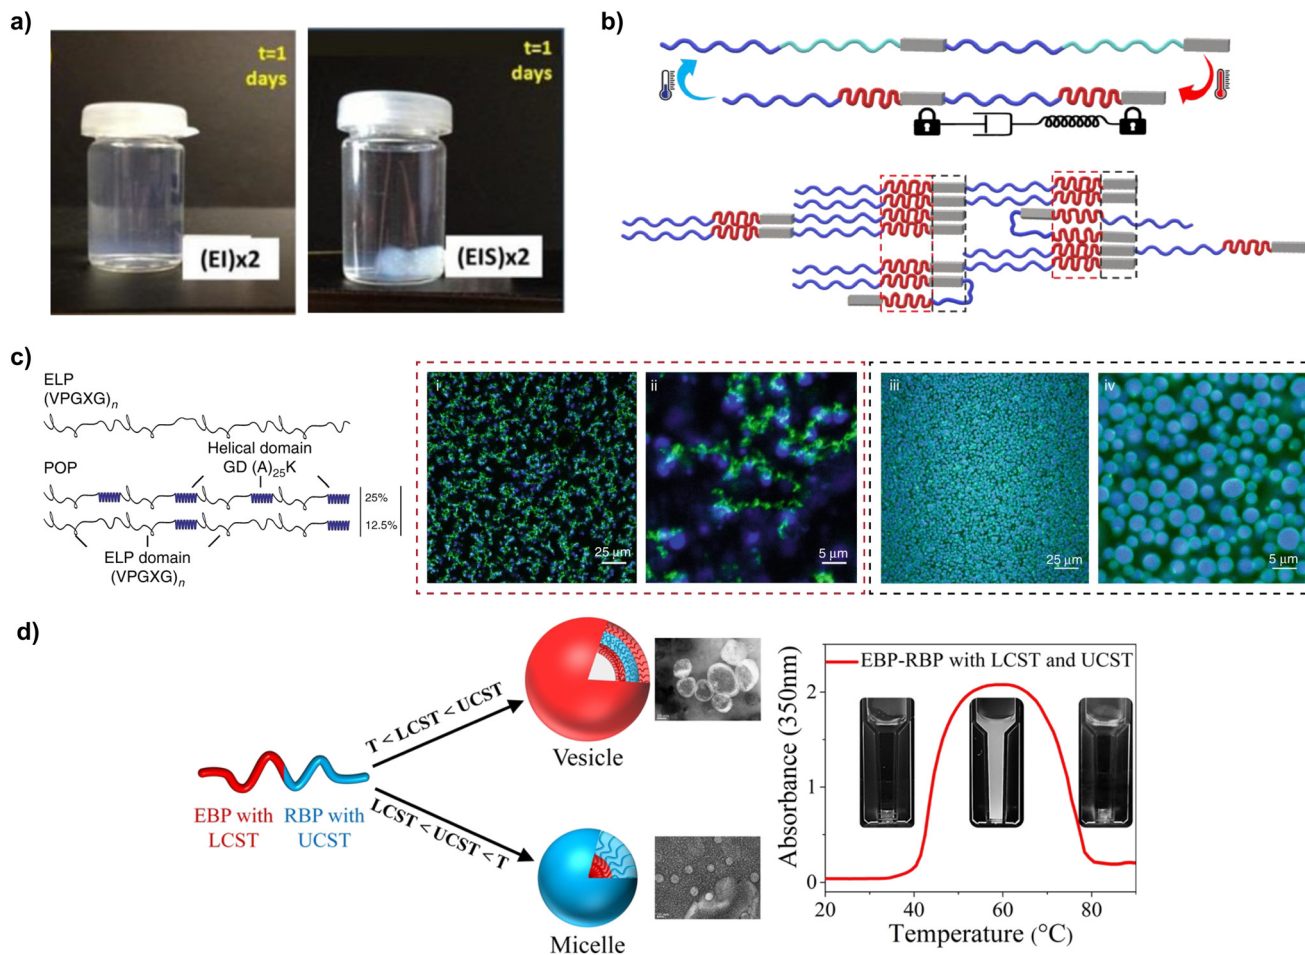 a)
t=1
days
(EI)x2
t=1
days
(EIS)x2
b)
c)
ELP
(VPGXG)n
Helical domain
GD (A)25K
POP
25%
12.5%
ELP domain
(VPGXG)n
i
25 µm
ii
5 µm
iii
25 µm
iv
5 µm
d)
EBP with
LCST
RBP with
UCST
T < LCST < UCST
LCST < UCST < T
Vesicle
Micelle
EBP-RBP with LCST and UCST
Absorbance (350nm)
2
1
0
20
40
60
80
Temperature (°C)